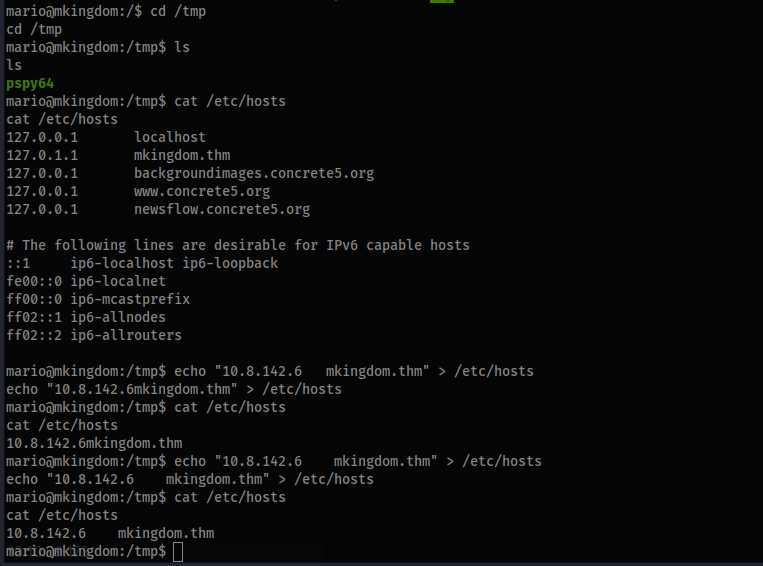 mario@mkingdom:/$ cd /tmp
cd /tmp
mario@mkingdom:/tmp$ ls
ls
pspy64
mario@mkingdom:/tmp$ cat /etc/hosts
cat /etc/hosts
127.0.0.1       localhost
127.0.1.1       mkingdom.thm
127.0.0.1       backgroundimages.concrete5.org
127.0.0.1       www.concrete5.org
127.0.0.1       newsflow.concrete5.org

# The following lines are desirable for IPv6 capable hosts
::1     ip6-localhost ip6-loopback
fe00::0 ip6-localnet
ff00::0 ip6-mcastprefix
ff02::1 ip6-allnodes
ff02::2 ip6-allrouters

mario@mkingdom:/tmp$ echo "10.8.142.6   mkingdom.thm" > /etc/hosts
echo "10.8.142.6mkingdom.thm" > /etc/hosts
mario@mkingdom:/tmp$ cat /etc/hosts
cat /etc/hosts
10.8.142.6mkingdom.thm
mario@mkingdom:/tmp$ echo "10.8.142.6    mkingdom.thm" > /etc/hosts
echo "10.8.142.6    mkingdom.thm" > /etc/hosts
mario@mkingdom:/tmp$ cat /etc/hosts
cat /etc/hosts
10.8.142.6    mkingdom.thm
mario@mkingdom:/tmp$